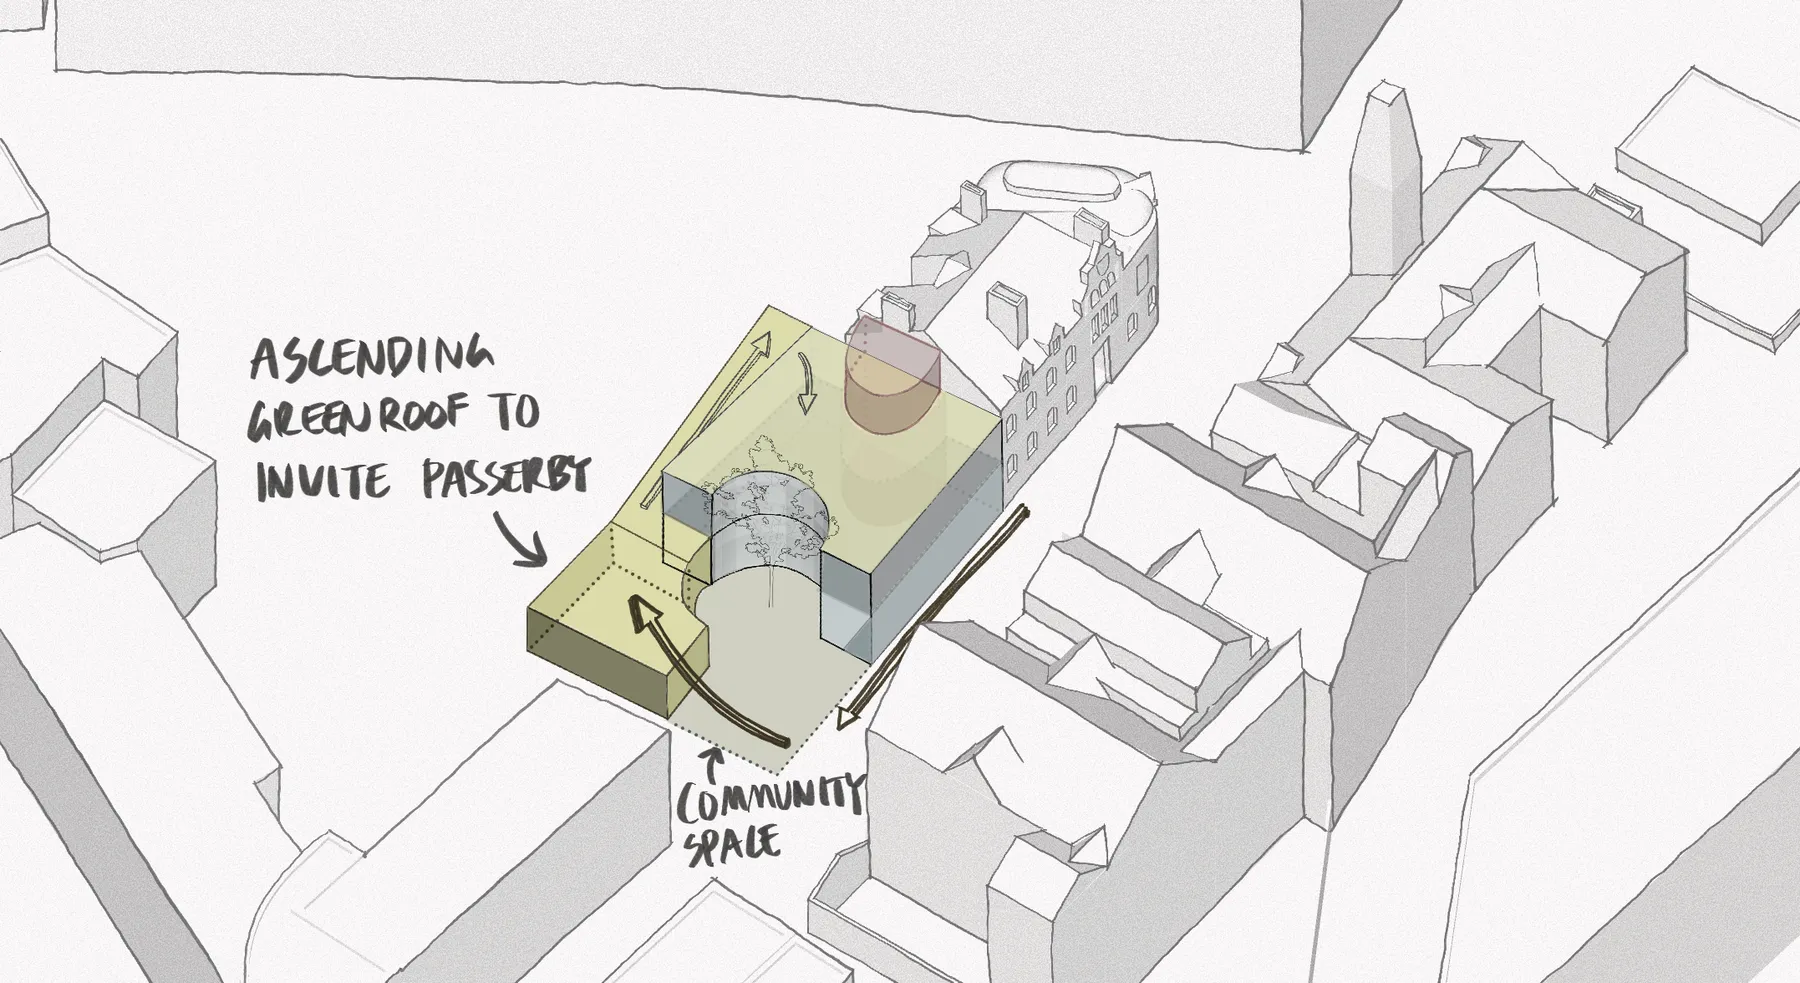 ASCENDING
GREENROOF TO
INVITE PASSERBY
COMMUNITY
SPACE